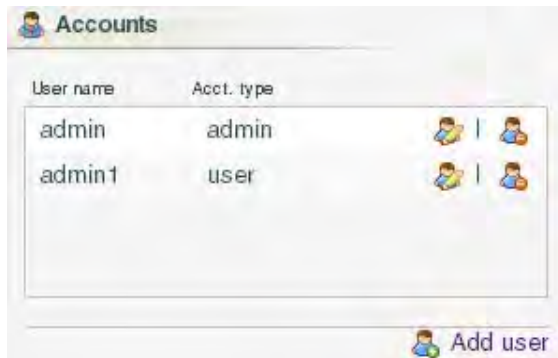 Accounts
User name Acct. type
admin admin |
admin1 user |
Add user